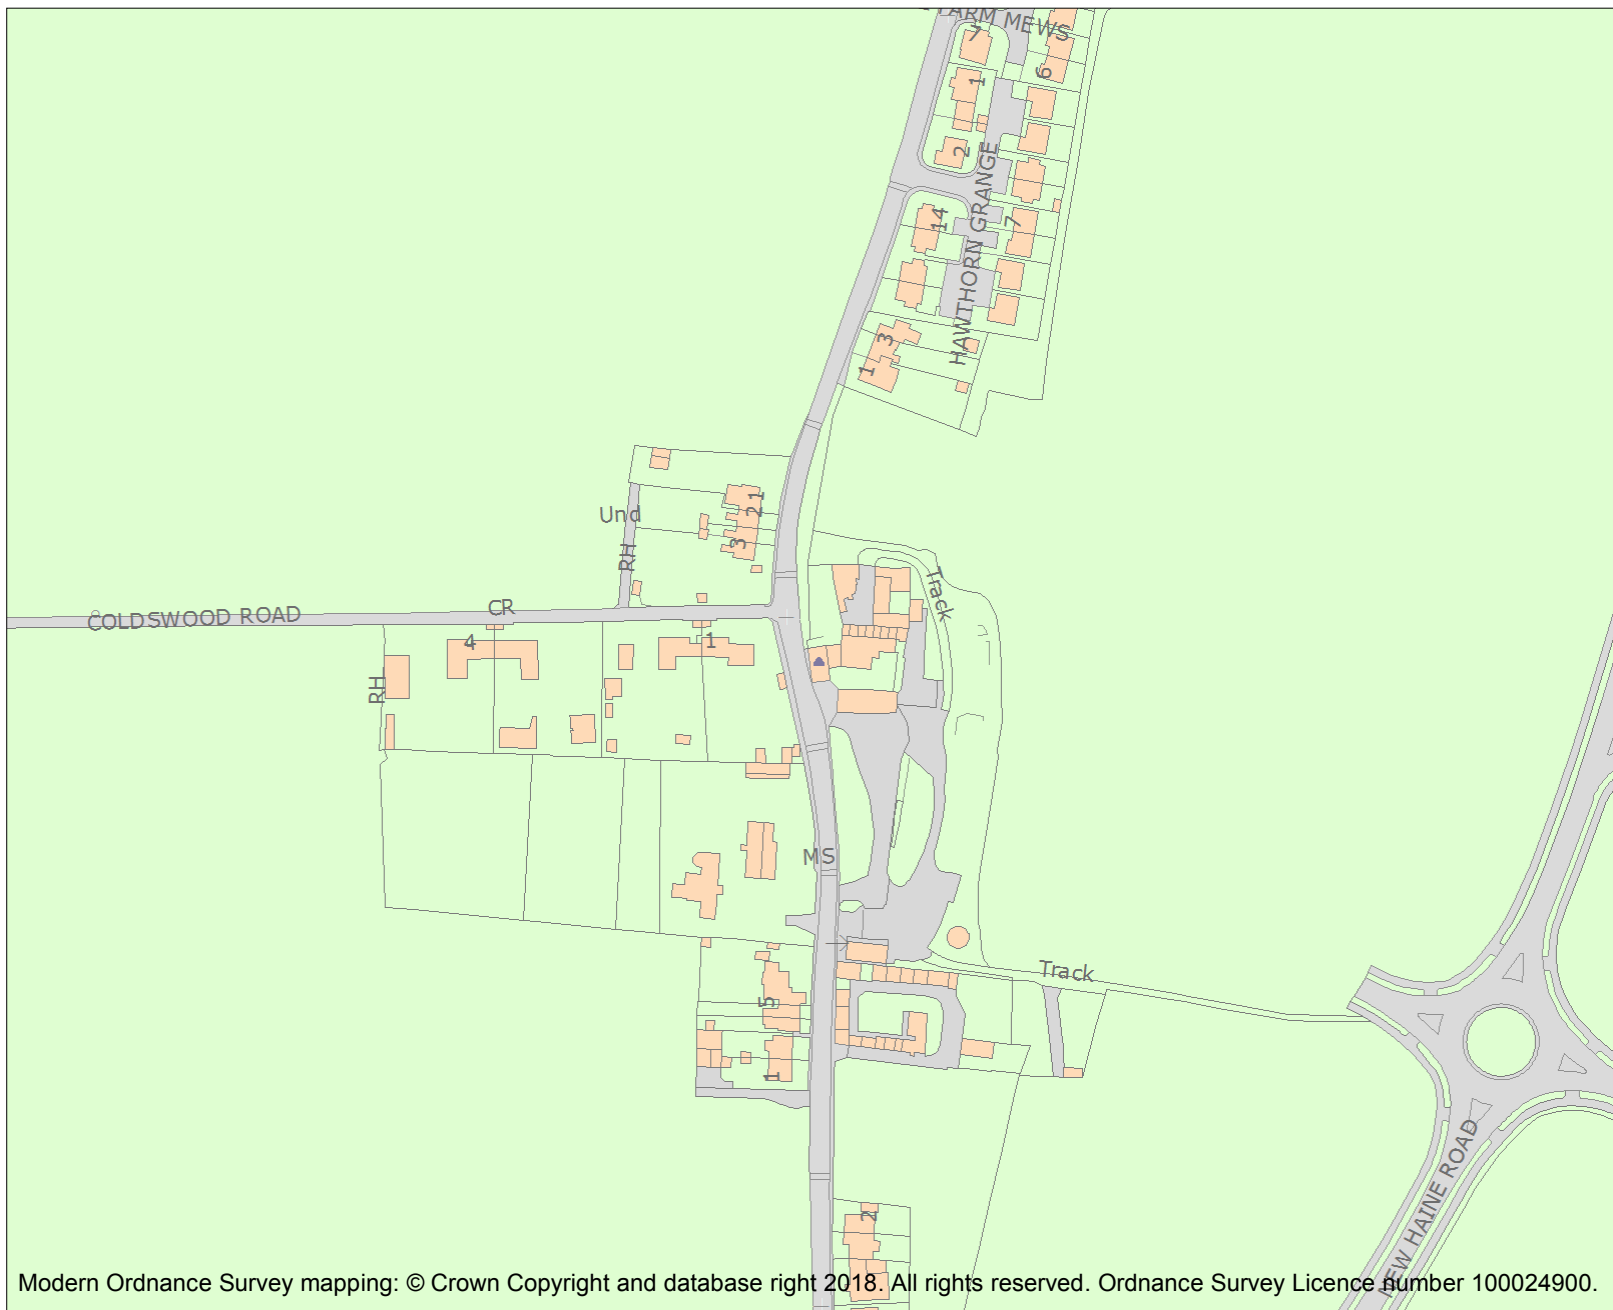 FARM MEWS
7
6
1
2
HAWTHORN GRANGE
14
7
3
1
1
2
3
Und
RH
Track
CR
COLDSWOOD ROAD
4
1
RH
MS
Track
5
1
NEW HAINE ROAD
2
Modern Ordnance Survey mapping: © Crown Copyright and database right 2018. All rights reserved. Ordnance Survey Licence number 100024900.